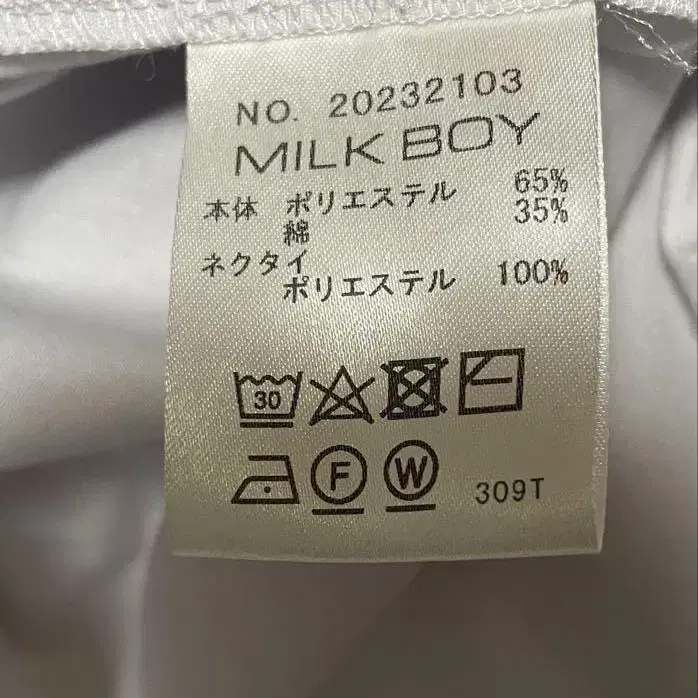 NO. 20232103
MILK BOY
本体 ポリエステル 65%
綿 35%
ネクタイ
ポリエステル 100%
30
F W 309T